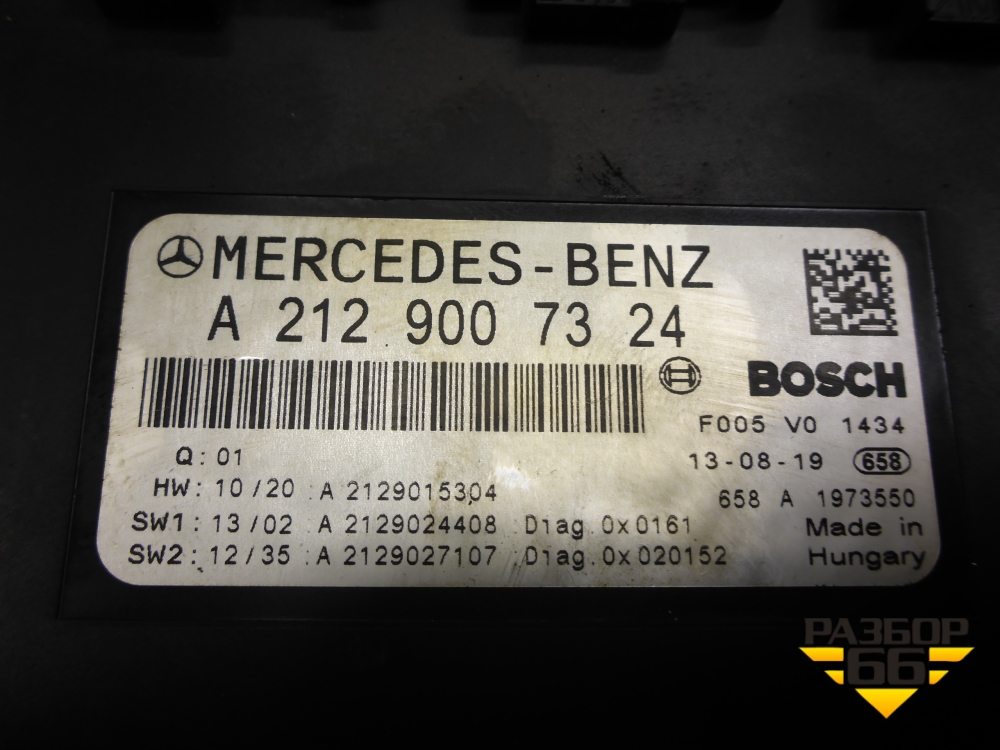 MERCEDES-BENZ
A 212 900 73 24
BOSCH
F005 V0 1434
Q: 01
13-08-19 658
HW: 10/20 A 2129015304
658 A 1973550
SW1: 13/02 A 2129024408 Diag.0x0161
Made in
SW2: 12/35 A 2129027107 Diag.0x020152
Hungary
РАЗБОР
66